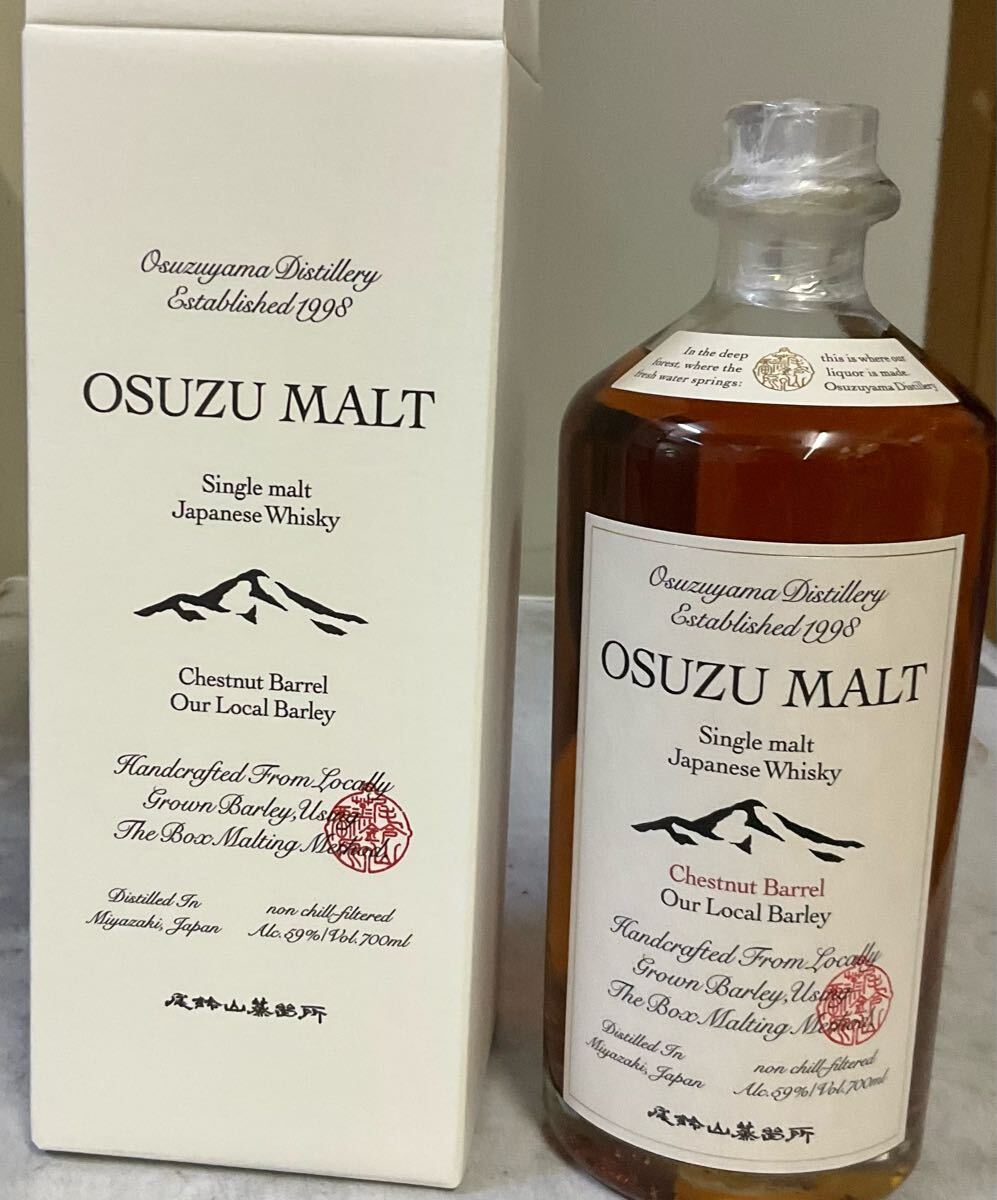 Osuzuyama Distillery
Established 1998
OSUZU MALT
Single malt
Japanese Whisky
Chestnut Barrel
Our Local Barley
Handcrafted From Locally
Grown Barley, Using
The Box Malting Method
Distilled In
Miyazaki, Japan
non chill-filtered
Alc.59%/Vol.700ml
尾鈴山蒸留所
In the deep
forest, where the
fresh water springs:
this is where our
liquor is made.
Osuzuyama Distillery
Osuzuyama Distillery
Established 1998
OSUZU MALT
Single malt
Japanese Whisky
Chestnut Barrel
Our Local Barley
Handcrafted From Locally
Grown Barley, Using
The Box Malting Method
Distilled In
Miyazaki, Japan
non chill-filtered
Alc.59%/Vol.700ml
尾鈴山蒸留所